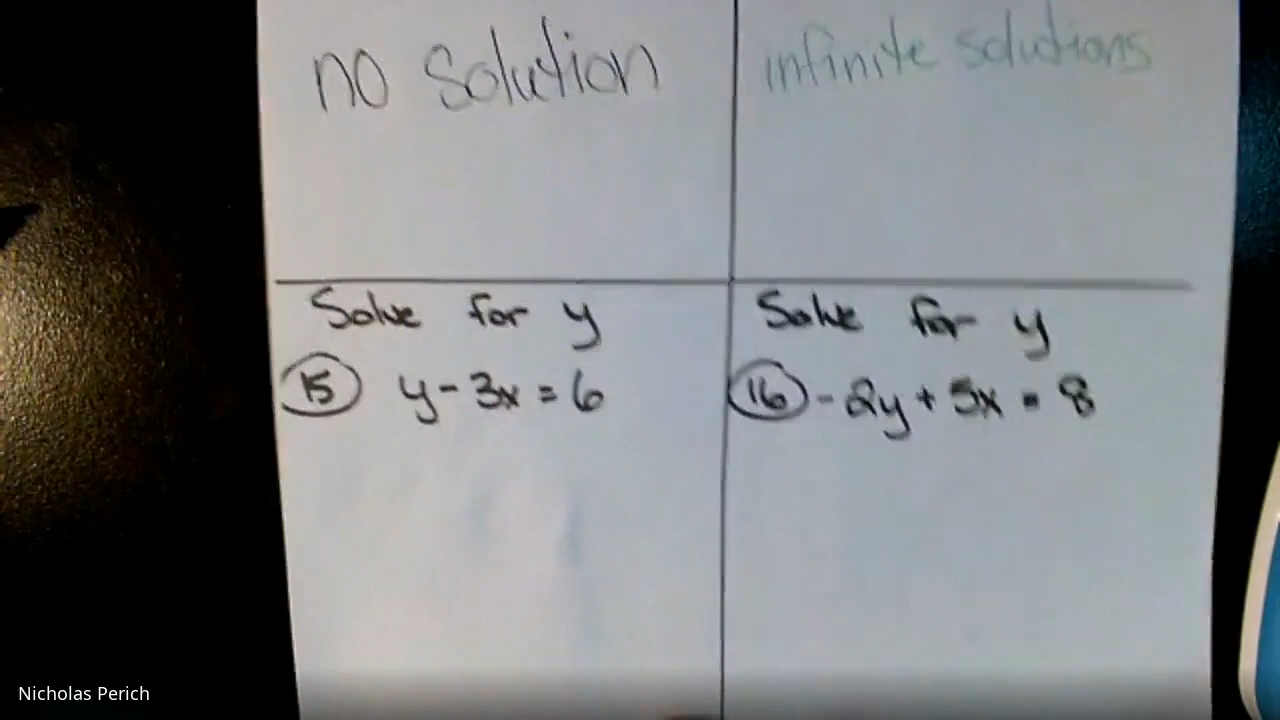 no solution
infinite solutions
Solve for y
15 y - 3x = 6
Solve for y
16 -2y + 5x = 8
Nicholas Perich